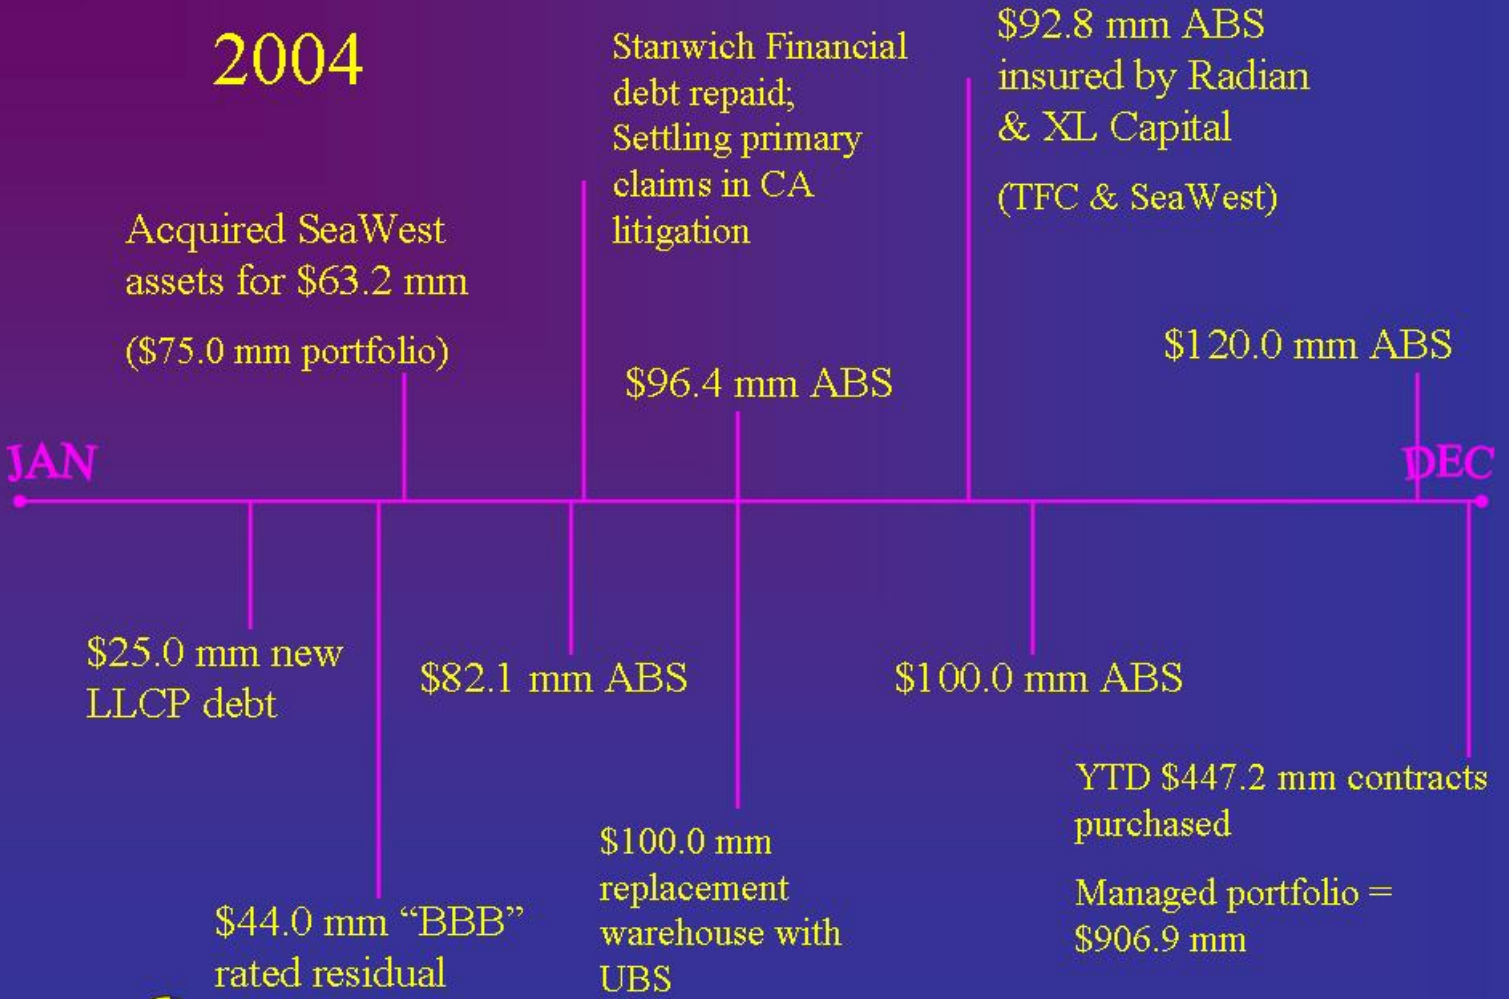 2004
Acquired SeaWest
assets for $63.2 mm
($75.0 mm portfolio)
Stanwich Financial
debt repaid;
Settling primary
claims in CA
litigation
$96.4 mm ABS
$92.8 mm ABS
insured by Radian
& XL Capital
(TFC & SeaWest)
$120.0 mm ABS
JAN
DEC
$25.0 mm new
LLCP debt
$44.0 mm “BBB”
rated residual
$82.1 mm ABS
$100.0 mm
replacement
warehouse with
UBS
$100.0 mm ABS
YTD $447.2 mm contracts
purchased
Managed portfolio =
$906.9 mm